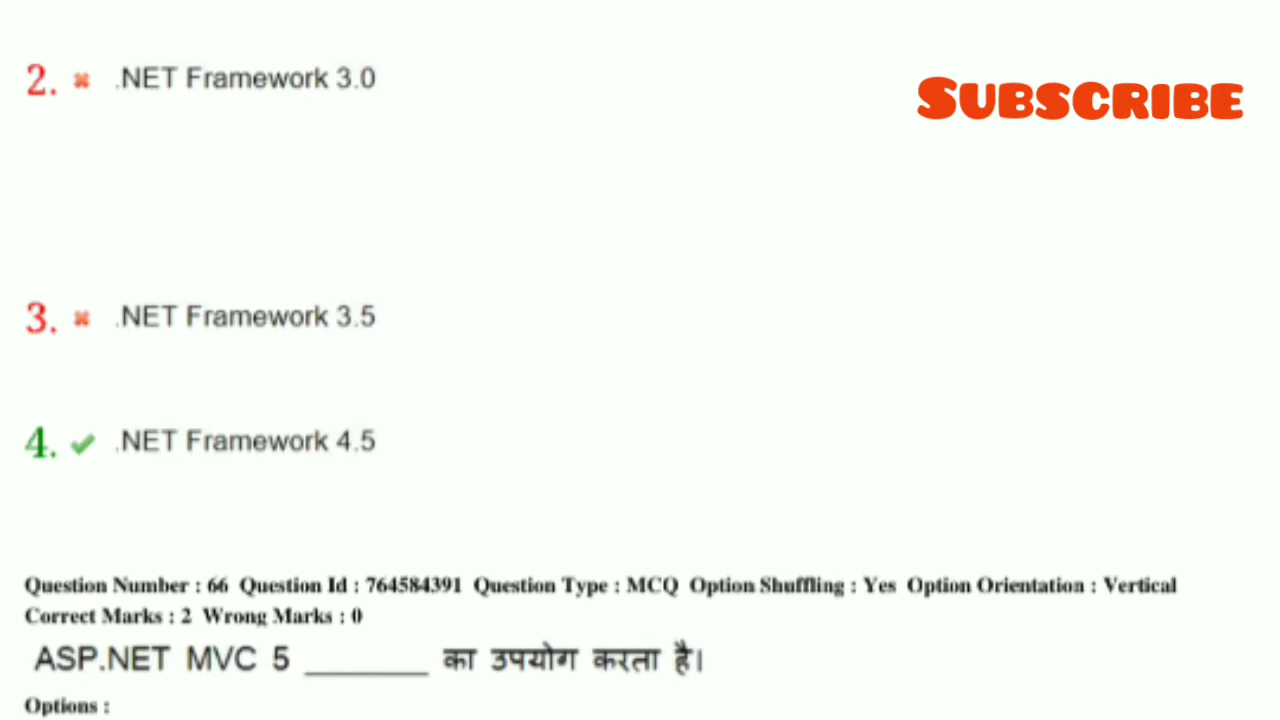 2. .NET Framework 3.0
SUBSCRIBE
3. .NET Framework 3.5
4. .NET Framework 4.5
Question Number : 66 Question Id : 764584391 Question Type : MCQ Option Shuffling : Yes Option Orientation : Vertical
Correct Marks : 2 Wrong Marks : 0
ASP.NET MVC 5 ________ का उपयोग करता है।
Options :